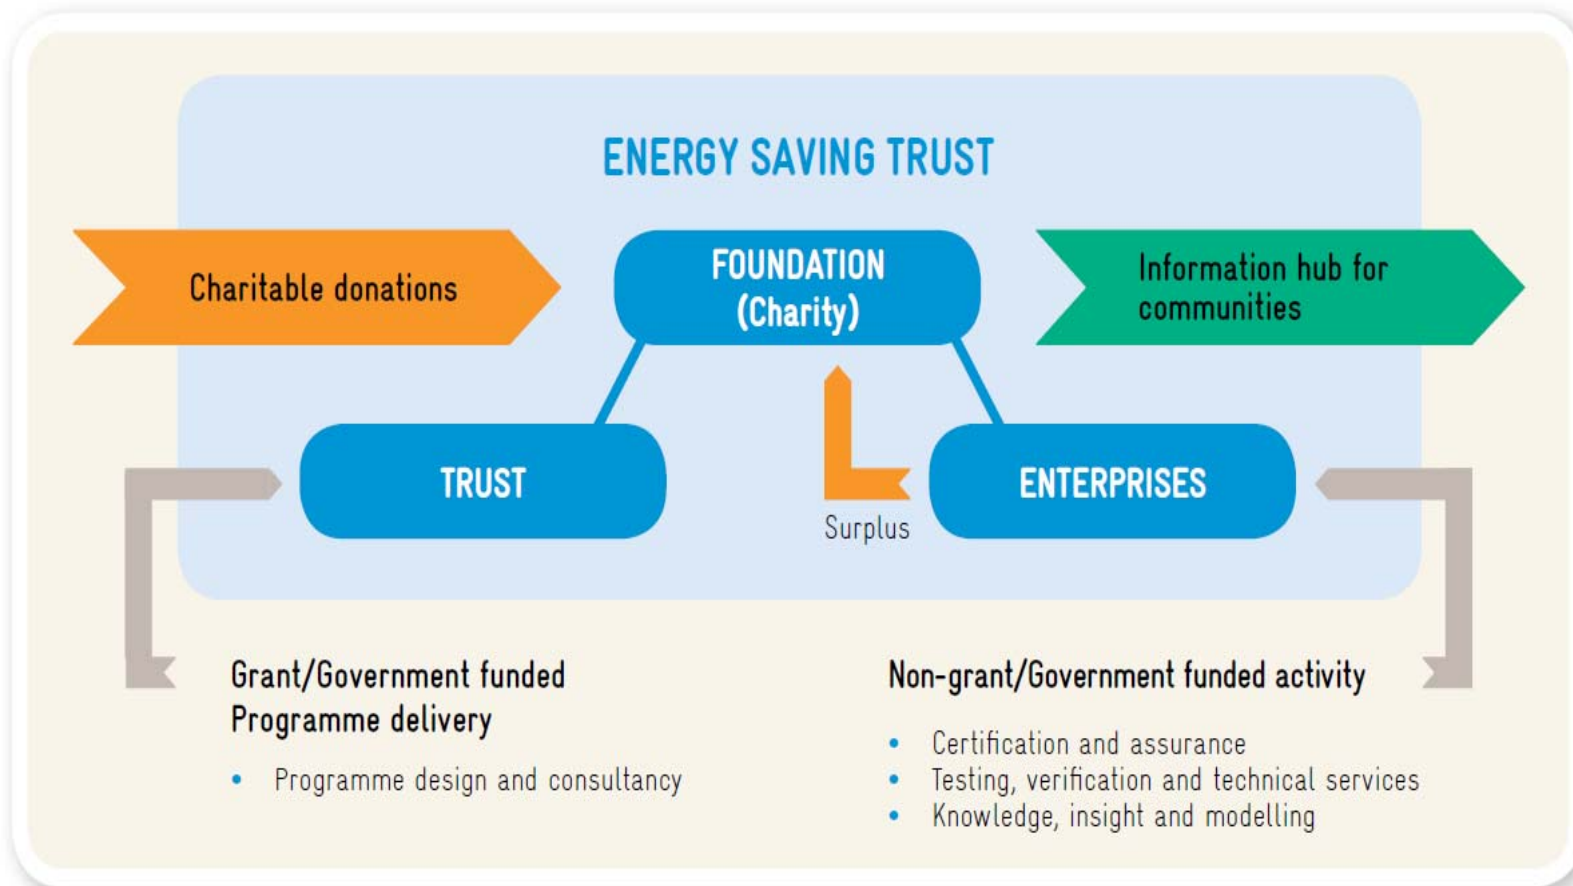 ENERGY SAVING TRUST
Charitable donations
FOUNDATION
(Charity)
Information hub for
communities
TRUST
Surplus
ENTERPRISES
Grant/Government funded
Programme delivery
• Programme design and consultancy
Non-grant/Government funded activity
• Certification and assurance
• Testing, verification and technical services
• Knowledge, insight and modelling